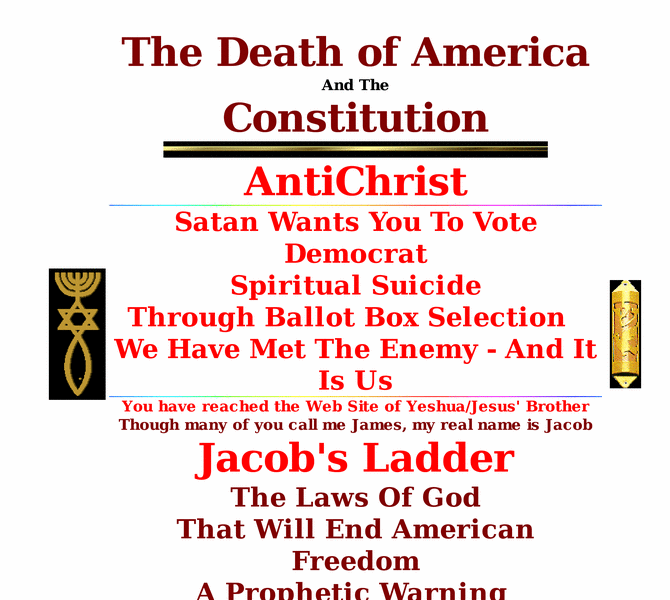 The Death of America
And The
Constitution
AntiChrist
Satan Wants You To Vote
Democrat
Spiritual Suicide
Through Ballot Box Selection
We Have Met The Enemy - And It
Is Us
You have reached the Web Site of Yeshua/Jesus' Brother
Though many of you call me James, my real name is Jacob
Jacob's Ladder
The Laws Of God
That Will End American
Freedom
A Prophetic Warning